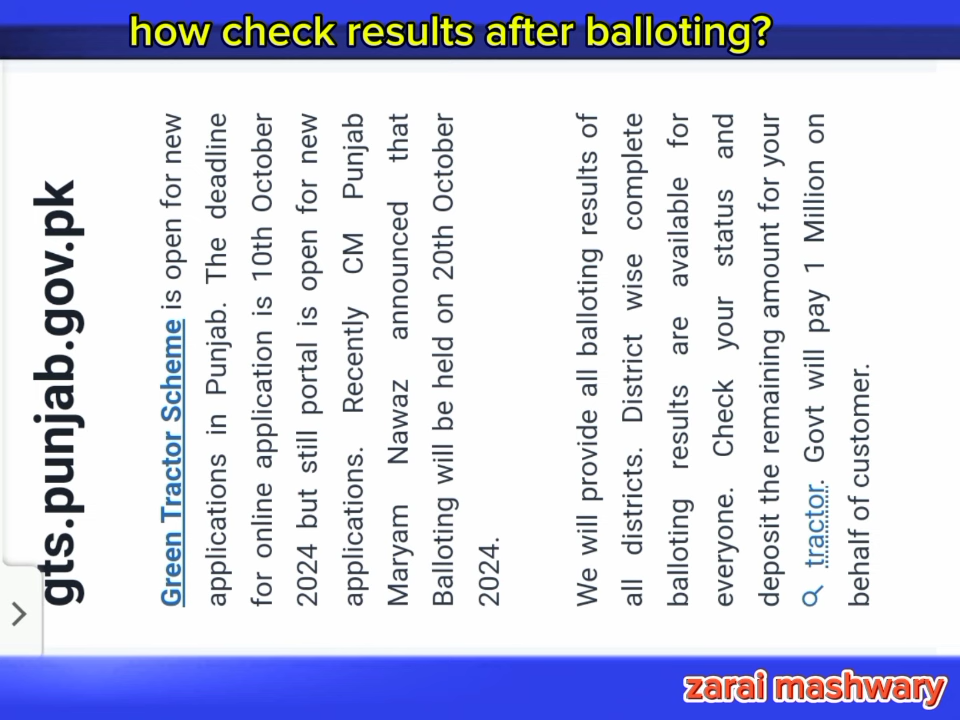 how check results after balloting?
gts.punjab.gov.pk
Green Tractor Scheme is open for new
applications in Punjab. The deadline
for online application is 10th October
2024 but still portal is open for new
applications. Recently CM Punjab
Maryam Nawaz announced that
Balloting will be held on 20th October
2024.
We will provide all balloting results of
all districts. District wise complete
balloting results are available for
everyone. Check your status and
deposit the remaining amount for your
tractor. Govt will pay 1 Million on
behalf of customer.
zarai mashwary